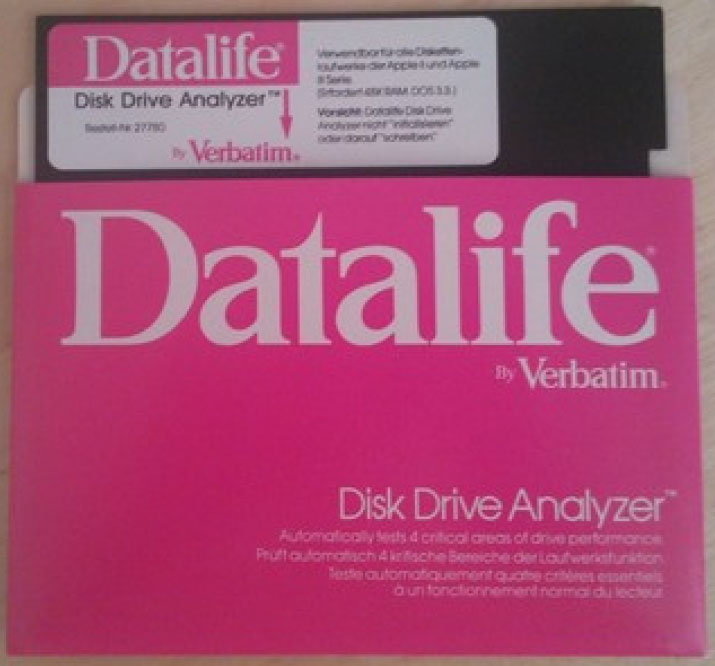 Datalife®
Disk Drive Analyzer™
Bestell-Nr. 27760
By Verbatim®
Verwendbar für alle Disketten-
laufwerke der Apple II und Apple
III Serie.
(Erfordert 48K RAM, DOS 3.3.)
Vorsicht: Datalife Disk Drive
Analyzer nicht "initialisieren"
oder darauf "schreiben"
Datalife®
By Verbatim®
Disk Drive Analyzer™
Automatically tests 4 critical areas of drive performance.
Prüft automatisch 4 kritische Bereiche der Laufwerksfunktion.
Teste automatiquement quatre critères essentiels
à un fonctionnement normal du lecteur.